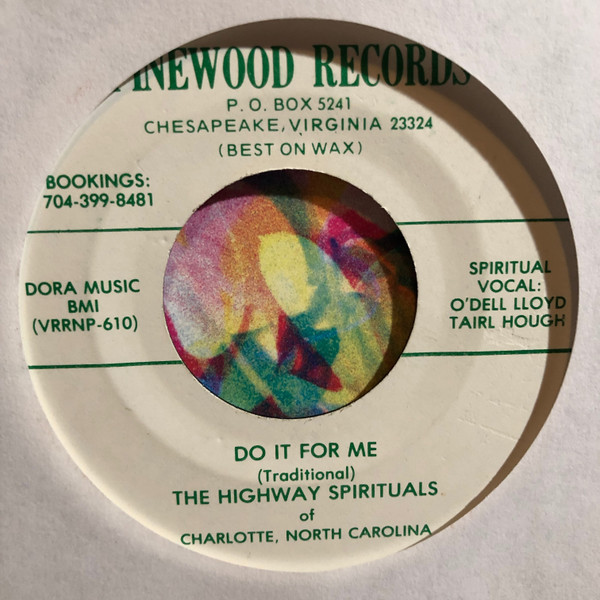 PINEWOOD RECORDS
P.O. BOX 5241
CHESAPEAKE, VIRGINIA 23324
(BEST ON WAX)
BOOKINGS:
704-399-8481
DORA MUSIC
BMI
(VRRNP-610)
SPIRITUAL
VOCAL:
O'DELL LLOYD
TAIRL HOUGH
DO IT FOR ME
(Traditional)
THE HIGHWAY SPIRITUALS
of
CHARLOTTE, NORTH CAROLINA